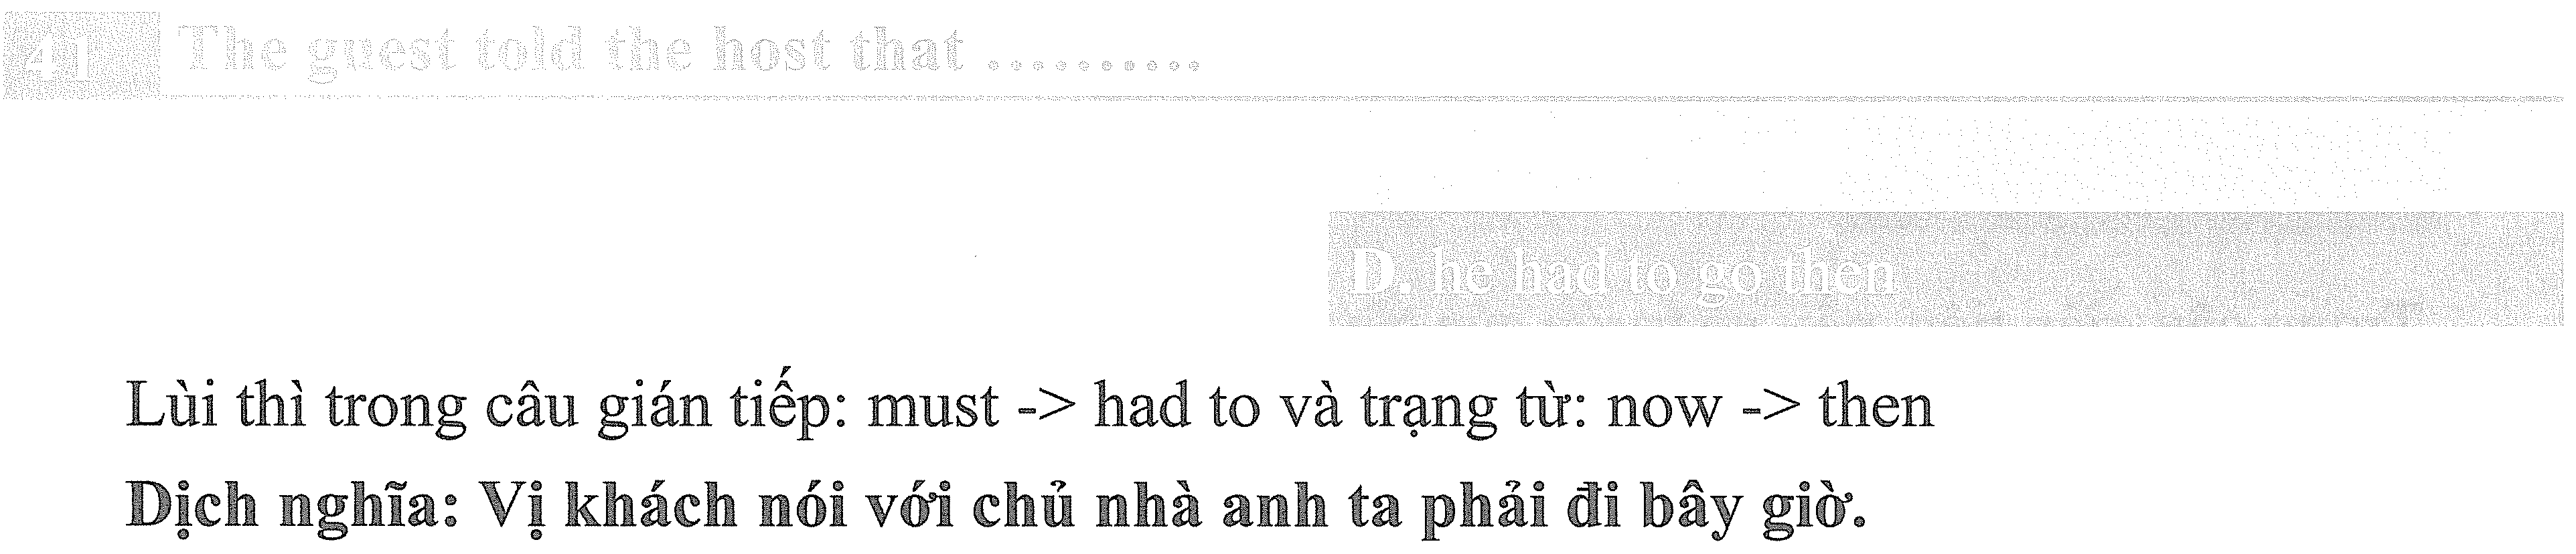 41 The guest told the host that ..........
D. he had to go then
Lùi thì trong câu gián tiếp: must -> had to và trạng từ: now -> then
Dịch nghĩa: Vị khách nói với chủ nhà anh ta phải đi bây giờ.